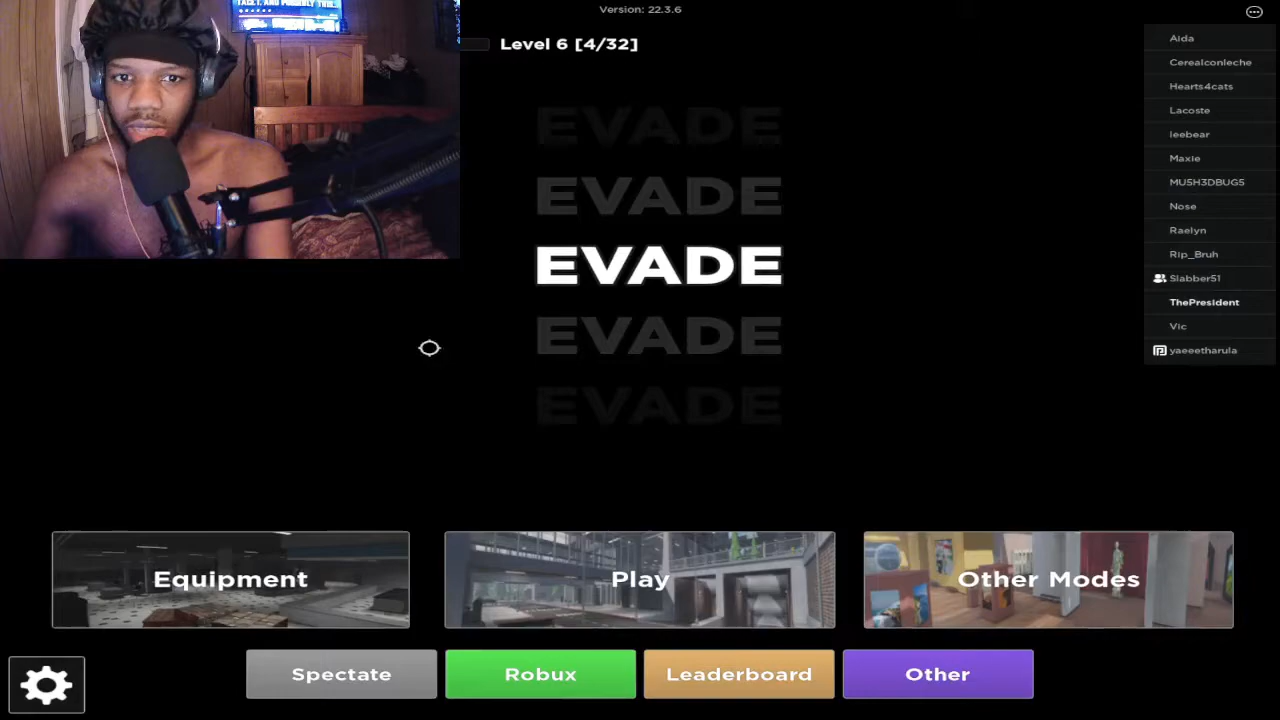 Version: 22.3.6
Level 6 [4/32]
EVADE
EVADE
EVADE
EVADE
EVADE
Aida
Cerealconleche
Hearts4cats
Lacoste
leebear
Maxie
MU5H3DBUG5
Nose
Raelyn
Rip_Bruh
Slabber51
ThePresident
Vic
yaeeetharula
Equipment
Play
Other Modes
Spectate
Robux
Leaderboard
Other